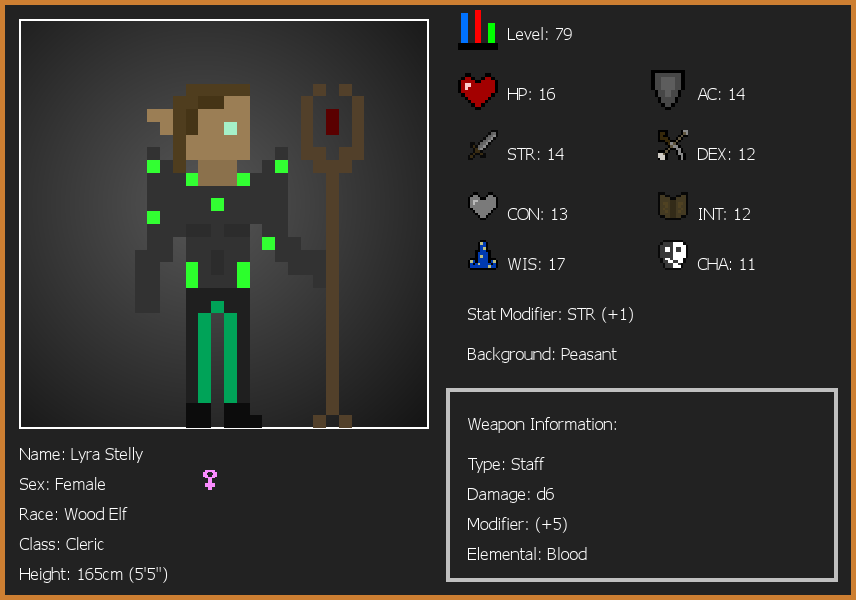 Level: 79
HP: 16
AC: 14
STR: 14
DEX: 12
CON: 13
INT: 12
WIS: 17
CHA: 11
Stat Modifier: STR (+1)
Background: Peasant
Weapon Information:
Type: Staff
Damage: d6
Modifier: (+5)
Elemental: Blood
Name: Lyra Stelly
Sex: Female
Race: Wood Elf
Class: Cleric
Height: 165cm (5'5")